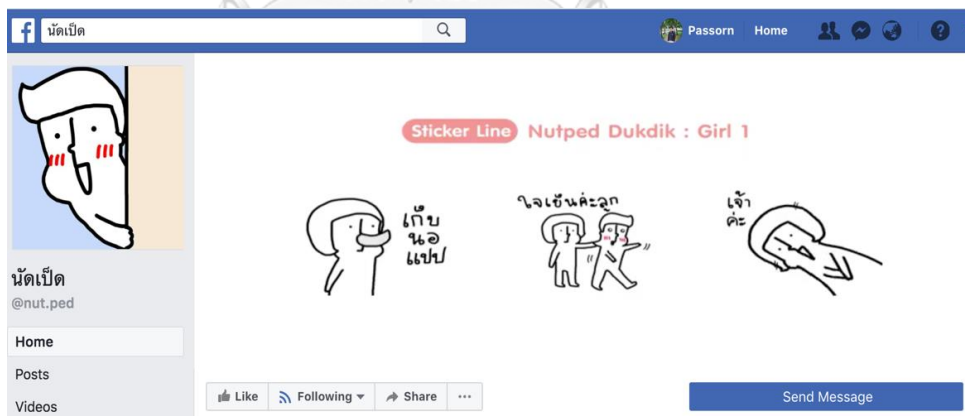 นัดเป็ด
Passorn Home
Sticker Line Nutped Dukdik : Girl 1
เก็บ
นอ
แปป
ใจเย็นค่ะลูก
เจ้า
ค่ะ
นัดเป็ด
@nut.ped
Home
Posts
Videos
Like Following Share ...
Send Message